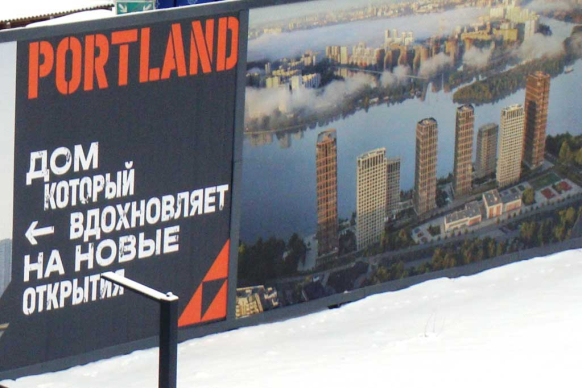 PORTLAND
ДОМ
КОТОРЫЙ
← ВДОХНОВЛЯЕТ
НА НОВЫЕ
ОТКРЫТИЯ